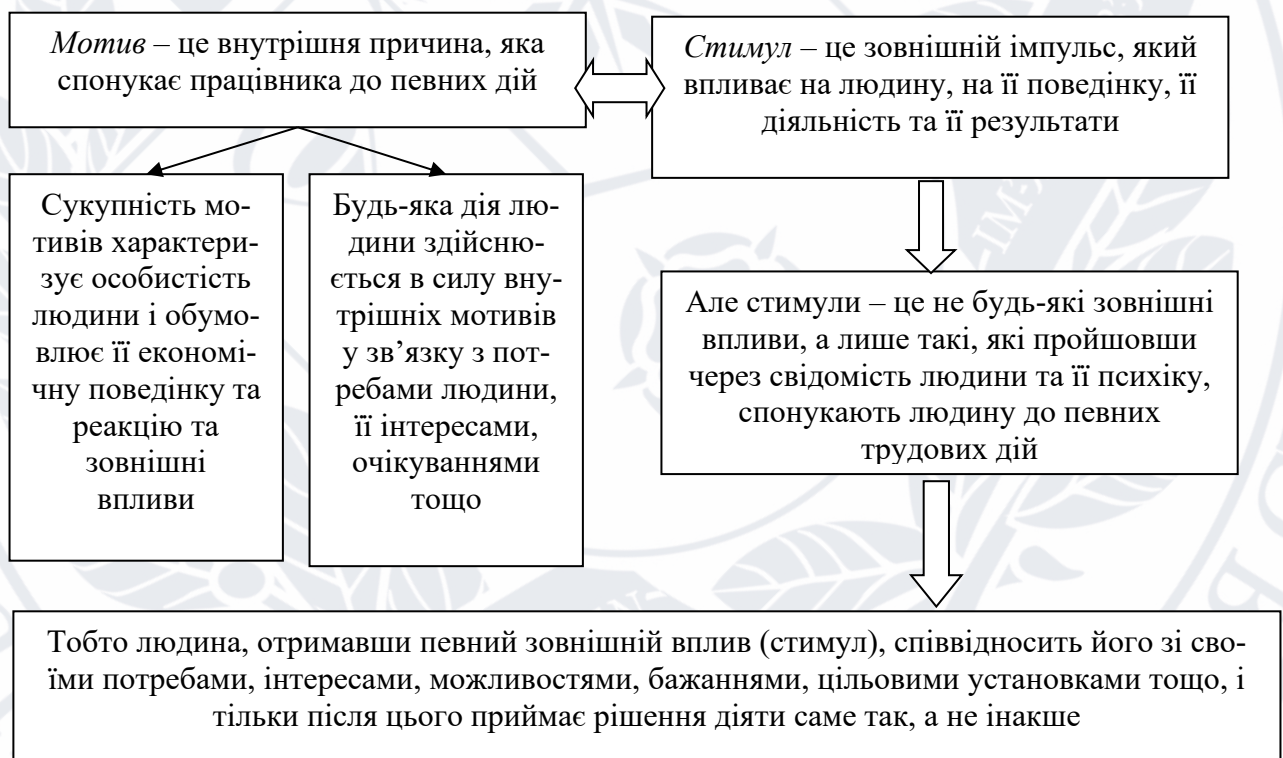 Мотив – це внутрішня причина, яка
спонукає працівника до певних дій
Стимул – це зовнішній імпульс, який
впливає на людину, на її поведінку, її
діяльність та її результати
Сукупність мо-
тивів характери-
зує особистість
людини і обумо-
влює її економі-
чну поведінку та
реакцію та
зовнішні
впливи
Будь-яка дія лю-
дини здійсню-
ється в силу вну-
трішніх мотивів
у зв’язку з пот-
ребами людини,
її інтересами,
очікуваннями
тощо
Але стимули – це не будь-які зовнішні
впливи, а лише такі, які пройшовши
через свідомість людини та її психіку,
спонукають людину до певних
трудових дій
Тобто людина, отримавши певний зовнішній вплив (стимул), співвідносить його зі сво-
їми потребами, інтересами, можливостями, бажаннями, цільовими установками тощо, і
тільки після цього приймає рішення діяти саме так, а не інакше